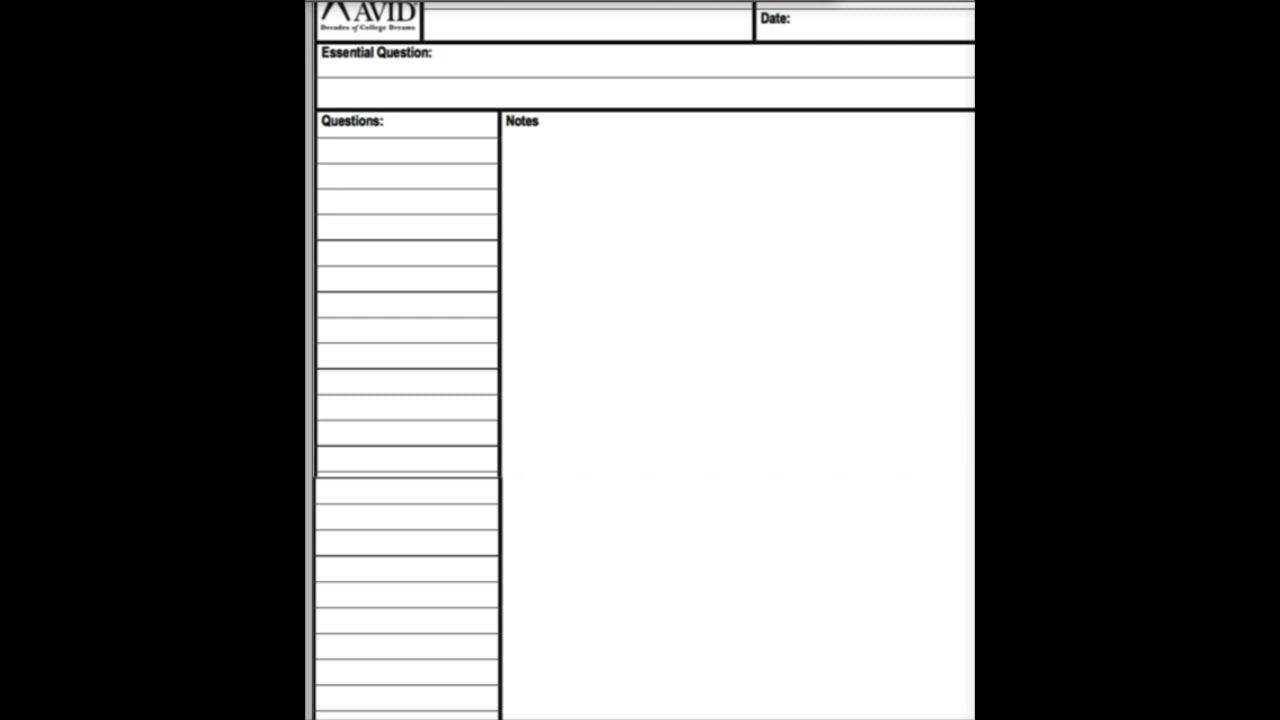 AVID
Decades of College Dreams
Date:
Essential Question:
Questions:
Notes